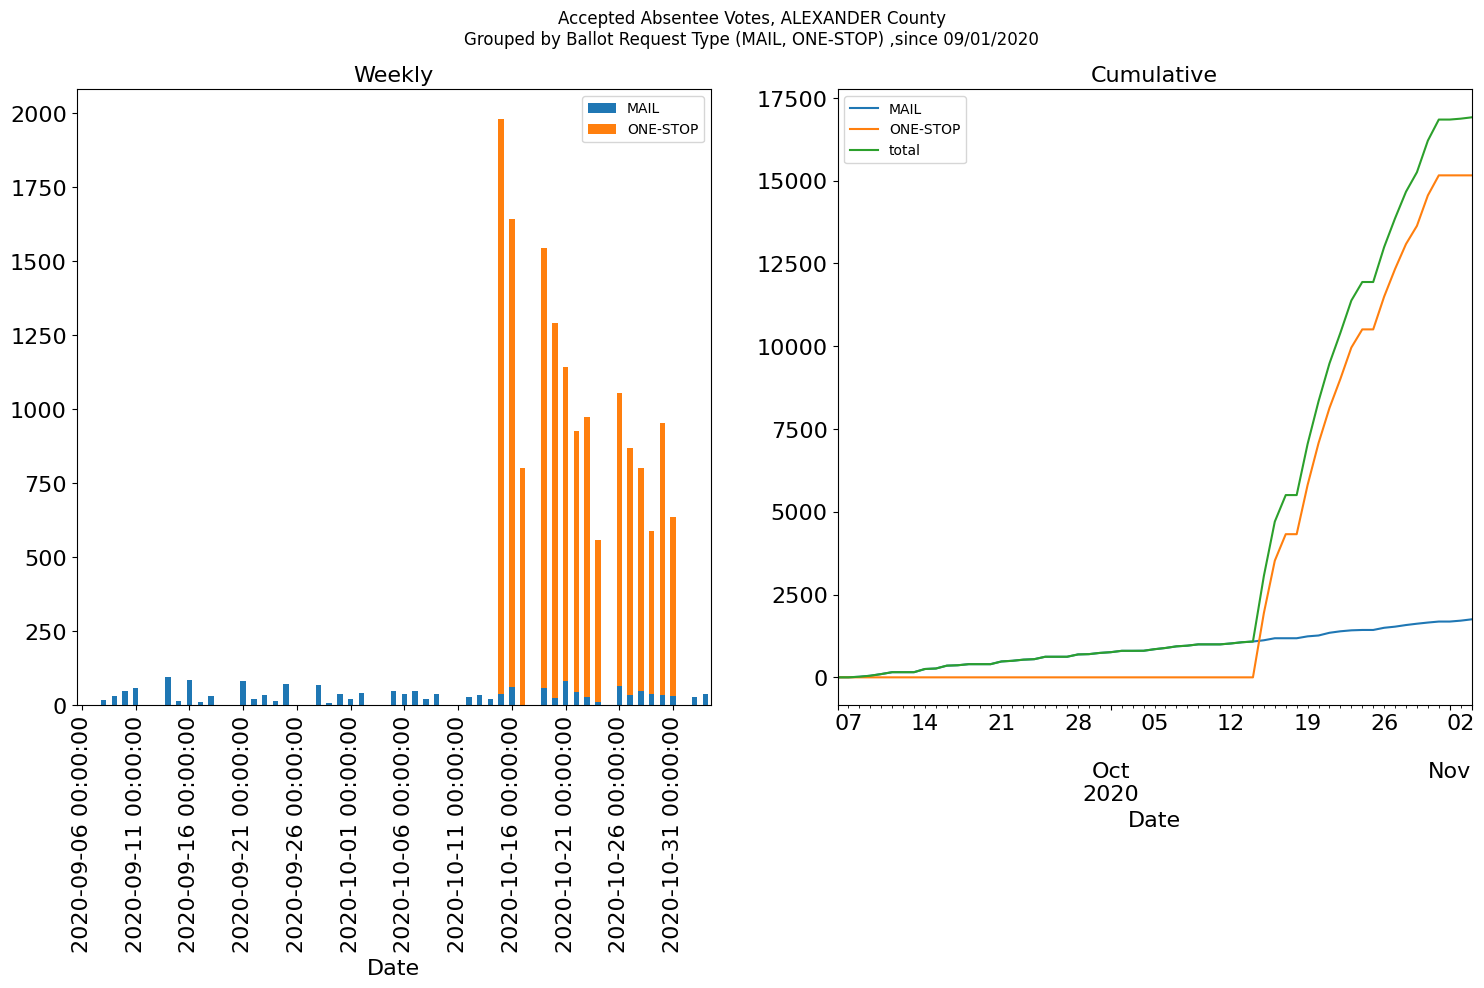 Accepted Absentee Votes, ALEXANDER County
Grouped by Ballot Request Type (MAIL, ONE-STOP) ,since 09/01/2020
Weekly
MAIL
ONE-STOP
2000
1750
1500
1250
1000
750
500
250
0
2020-09-06 00:00:00
2020-09-11 00:00:00
2020-09-16 00:00:00
2020-09-21 00:00:00
2020-09-26 00:00:00
2020-10-01 00:00:00
2020-10-06 00:00:00
2020-10-11 00:00:00
2020-10-16 00:00:00
2020-10-21 00:00:00
2020-10-26 00:00:00
2020-10-31 00:00:00
Date
Cumulative
MAIL
ONE-STOP
total
17500
15000
12500
10000
7500
5000
2500
0
07 14 21 28 05 12 19 26 02
Oct Nov
2020
Date